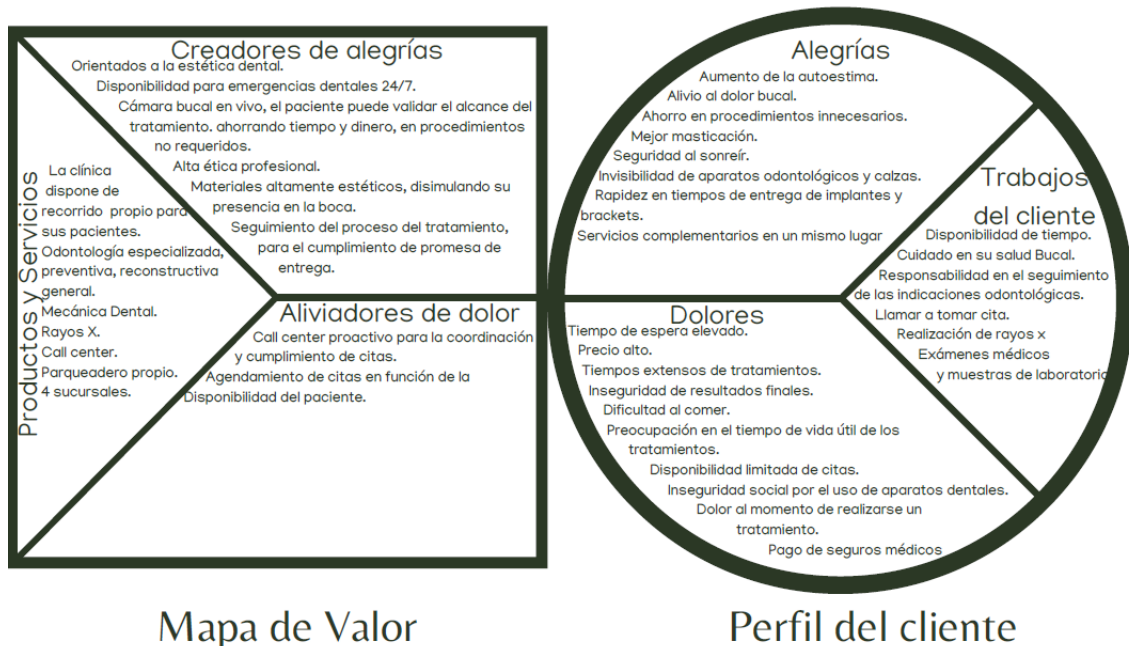 Creadores de alegrías
Orientados a la estética dental.
Disponibilidad para emergencias dentales 24/7.
Cámara bucal en vivo, el paciente puede validar el alcance del
tratamiento. ahorrando tiempo y dinero, en procedimientos
no requeridos.
Alta ética profesional.
Materiales altamente estéticos, disimulando su
presencia en la boca.
Seguimiento del proceso del tratamiento,
para el cumplimiento de promesa de
entrega.
Productos y Servicios
La clínica
dispone de
recorrido propio para
sus pacientes.
Odontología especializada,
preventiva, reconstructiva
general.
Mecánica Dental.
Rayos X.
Call center.
Parqueadero propio.
4 sucursales.
Aliviadores de dolor
Call center proactivo para la coordinación
y cumplimiento de citas.
Agendamiento de citas en función de la
Disponibilidad del paciente.
Mapa de Valor
Alegrías
Aumento de la autoestima.
Alivio al dolor bucal.
Ahorro en procedimientos innecesarios.
Mejor masticación.
Seguridad al sonreír.
Invisibilidad de aparatos odontológicos y calzas.
Rapidez en tiempos de entrega de implantes y
brackets.
Servicios complementarios en un mismo lugar
Trabajos
del cliente
Disponibilidad de tiempo.
Cuidado en su salud Bucal.
Responsabilidad en el seguimiento
de las indicaciones odontológicas.
Llamar a tomar cita.
Realización de rayos x
Exámenes médicos
y muestras de laboratorio
Dolores
Tiempo de espera elevado.
Precio alto.
Tiempos extensos de tratamientos.
Inseguridad de resultados finales.
Dificultad al comer.
Preocupación en el tiempo de vida útil de los
tratamientos.
Disponibilidad limitada de citas.
Inseguridad social por el uso de aparatos dentales.
Dolor al momento de realizarse un
tratamiento.
Pago de seguros médicos
Perfil del cliente